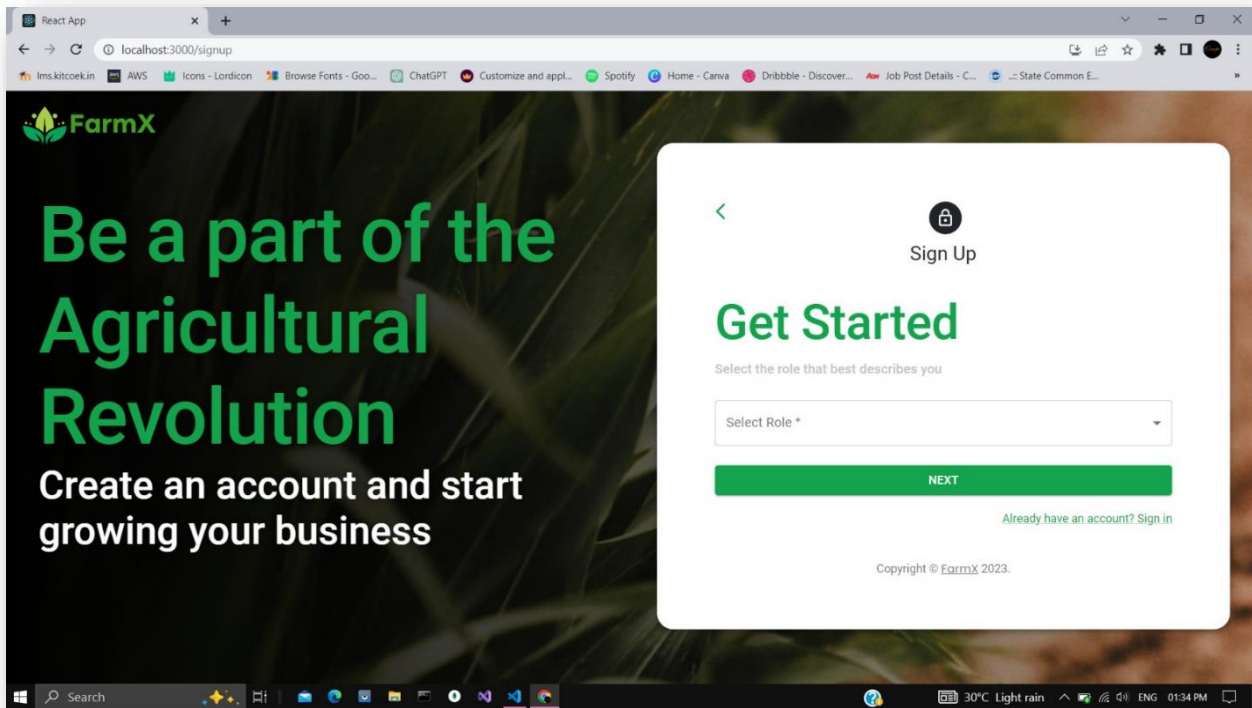 React App
localhost:3000/signup
lms.kitcoek.in AWS Icons - Lordicon Browse Fonts - Goo... ChatGPT Customize and appl... Spotify Home - Canva Dribbble - Discover... Job Post Details - C... ..:: State Common E... »
FarmX
Be a part of the
Agricultural
Revolution
Create an account and start
growing your business
Sign Up
Get Started
Select the role that best describes you
Select Role *
NEXT
Already have an account? Sign in
Copyright © FarmX 2023.
Search
30°C Light rain ENG 01:34 PM